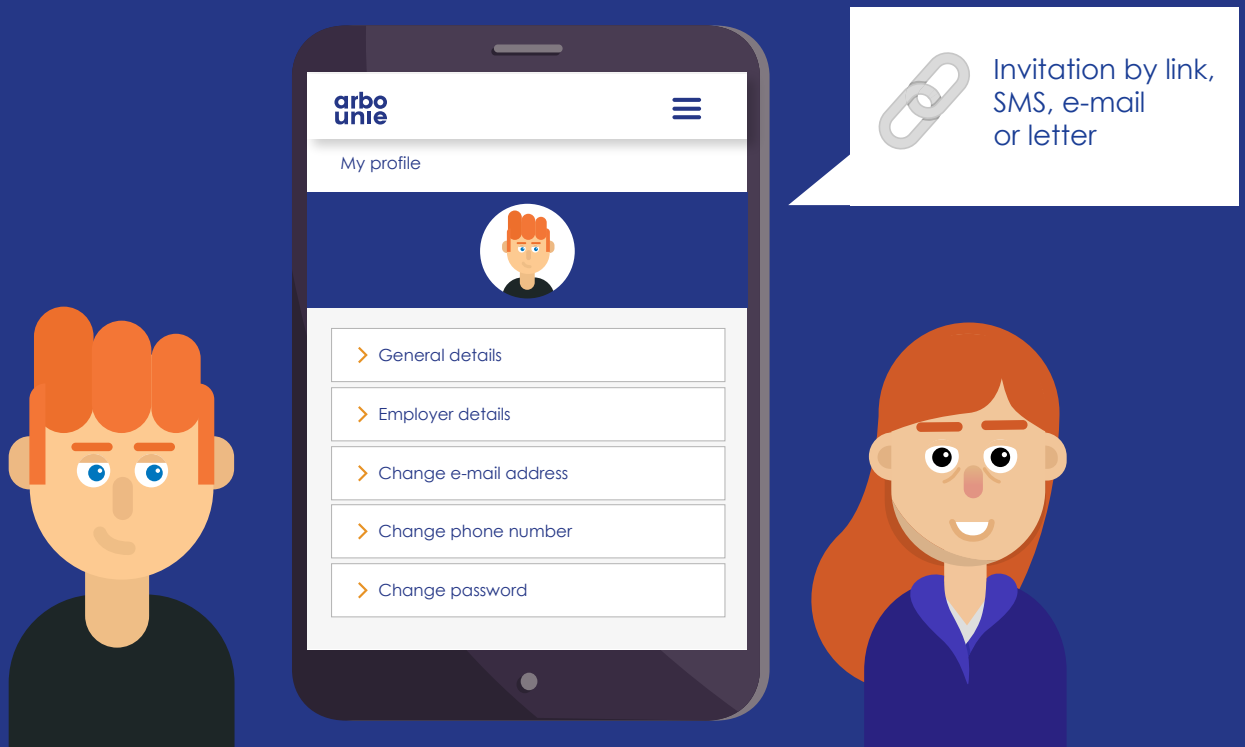 arbo
unie
My profile
General details
Employer details
Change e-mail address
Change phone number
Change password
Invitation by link,
SMS, e-mail
or letter